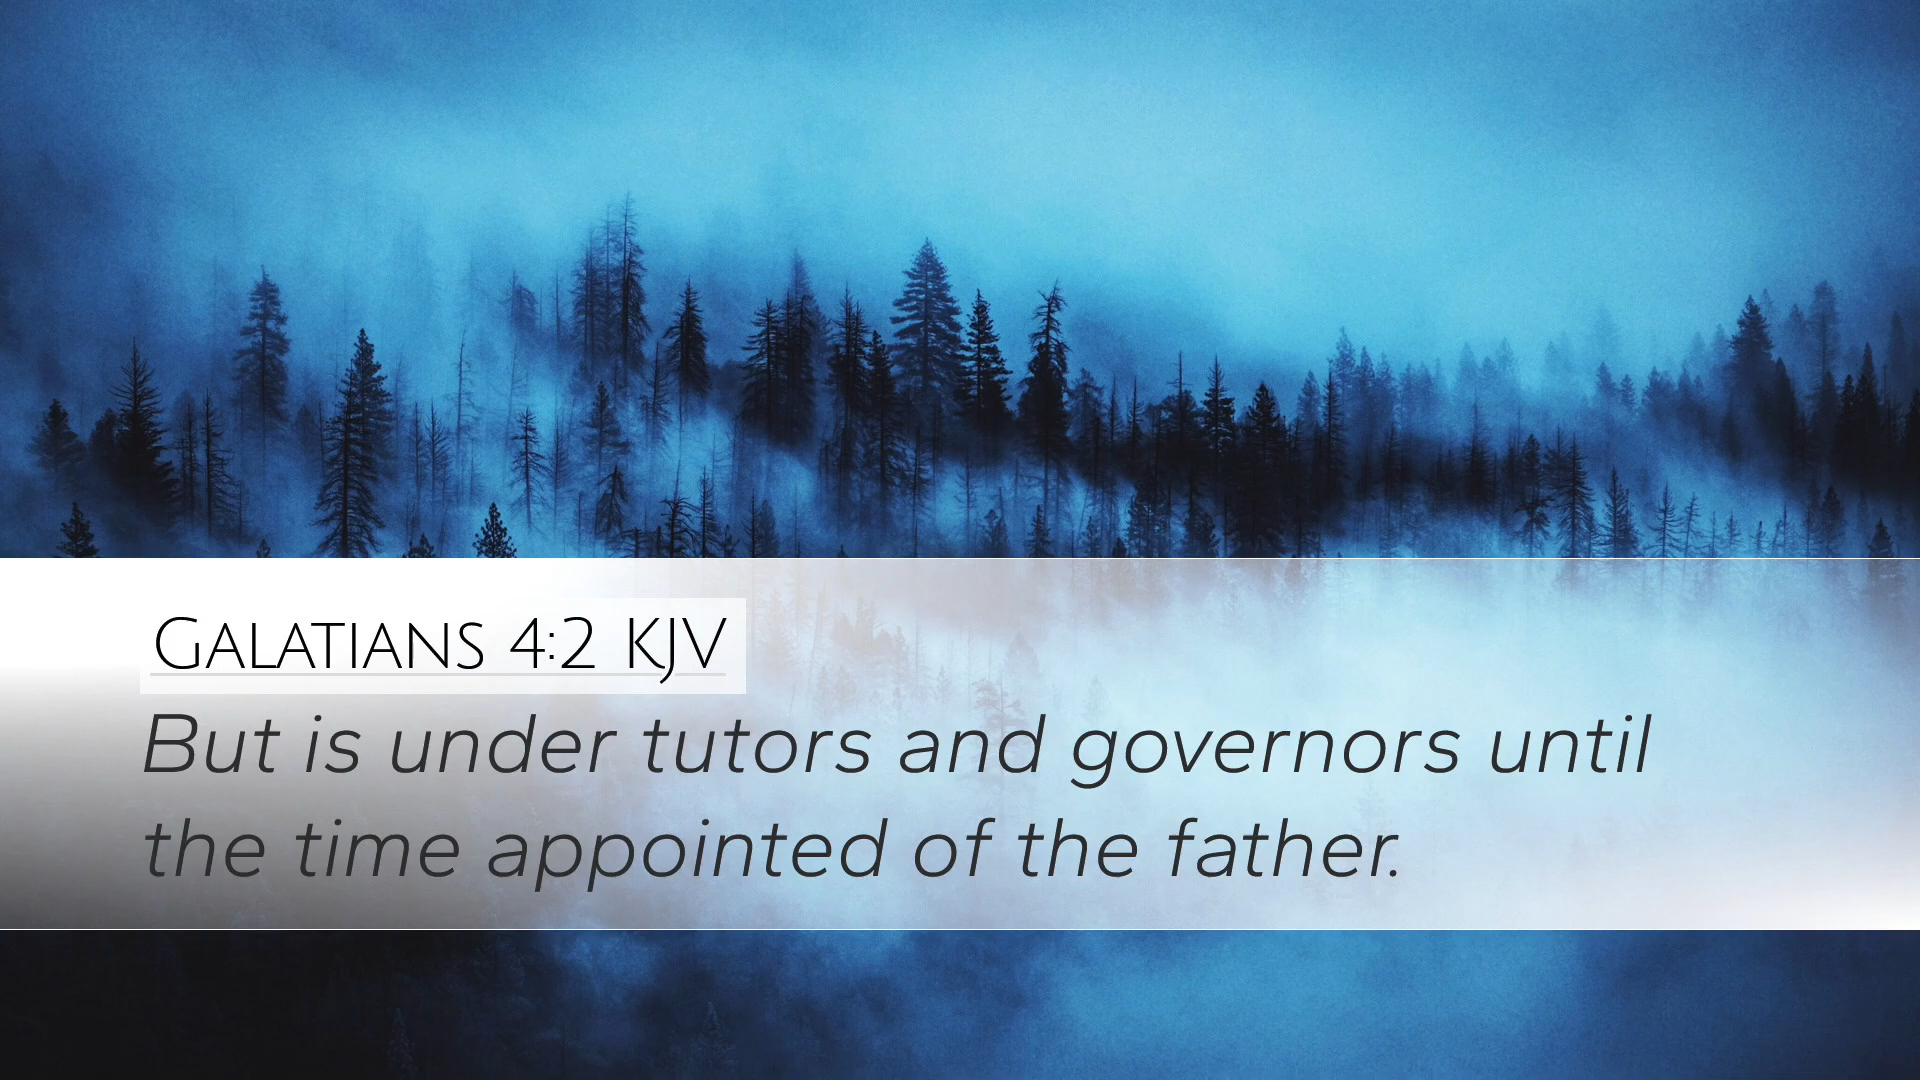 Galatians 4:2 KJV
But is under tutors and governors until
the time appointed of the father.